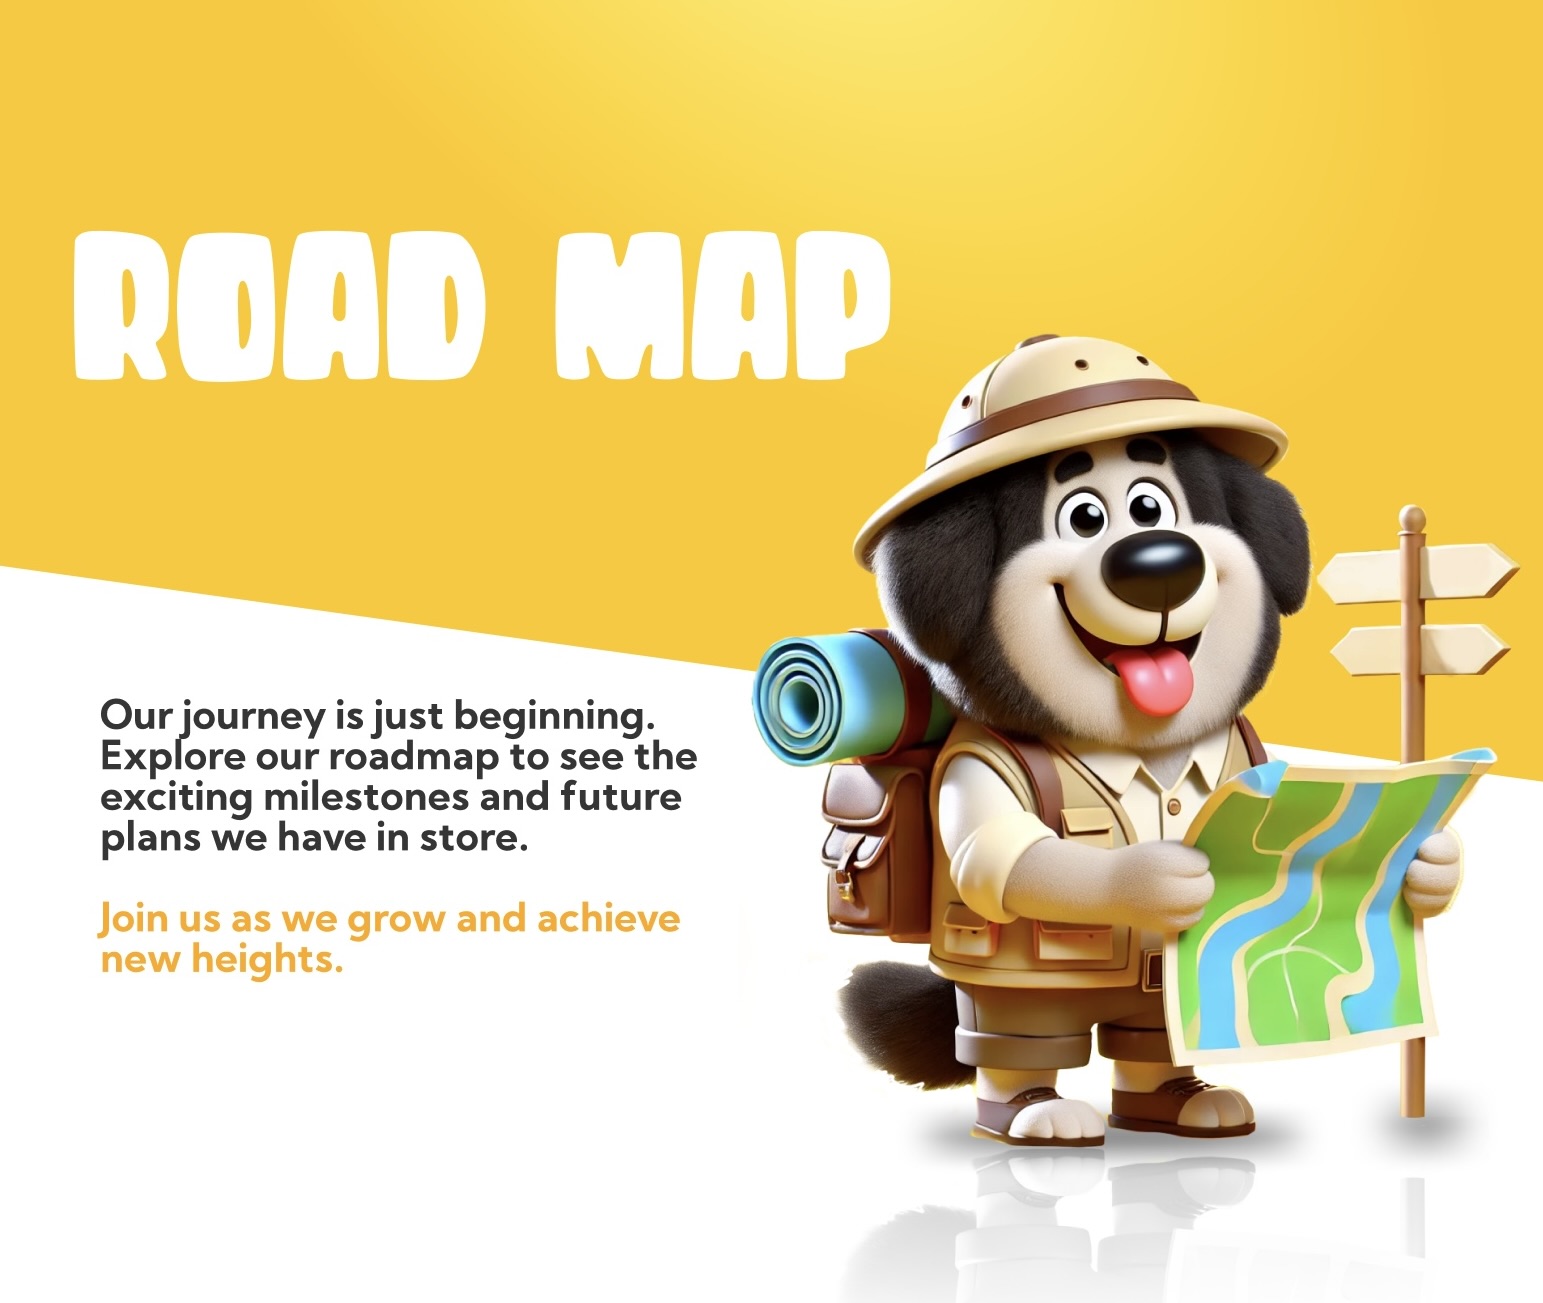 ROAD MAP
Our journey is just beginning.
Explore our roadmap to see the
exciting milestones and future
plans we have in store.
Join us as we grow and achieve
new heights.